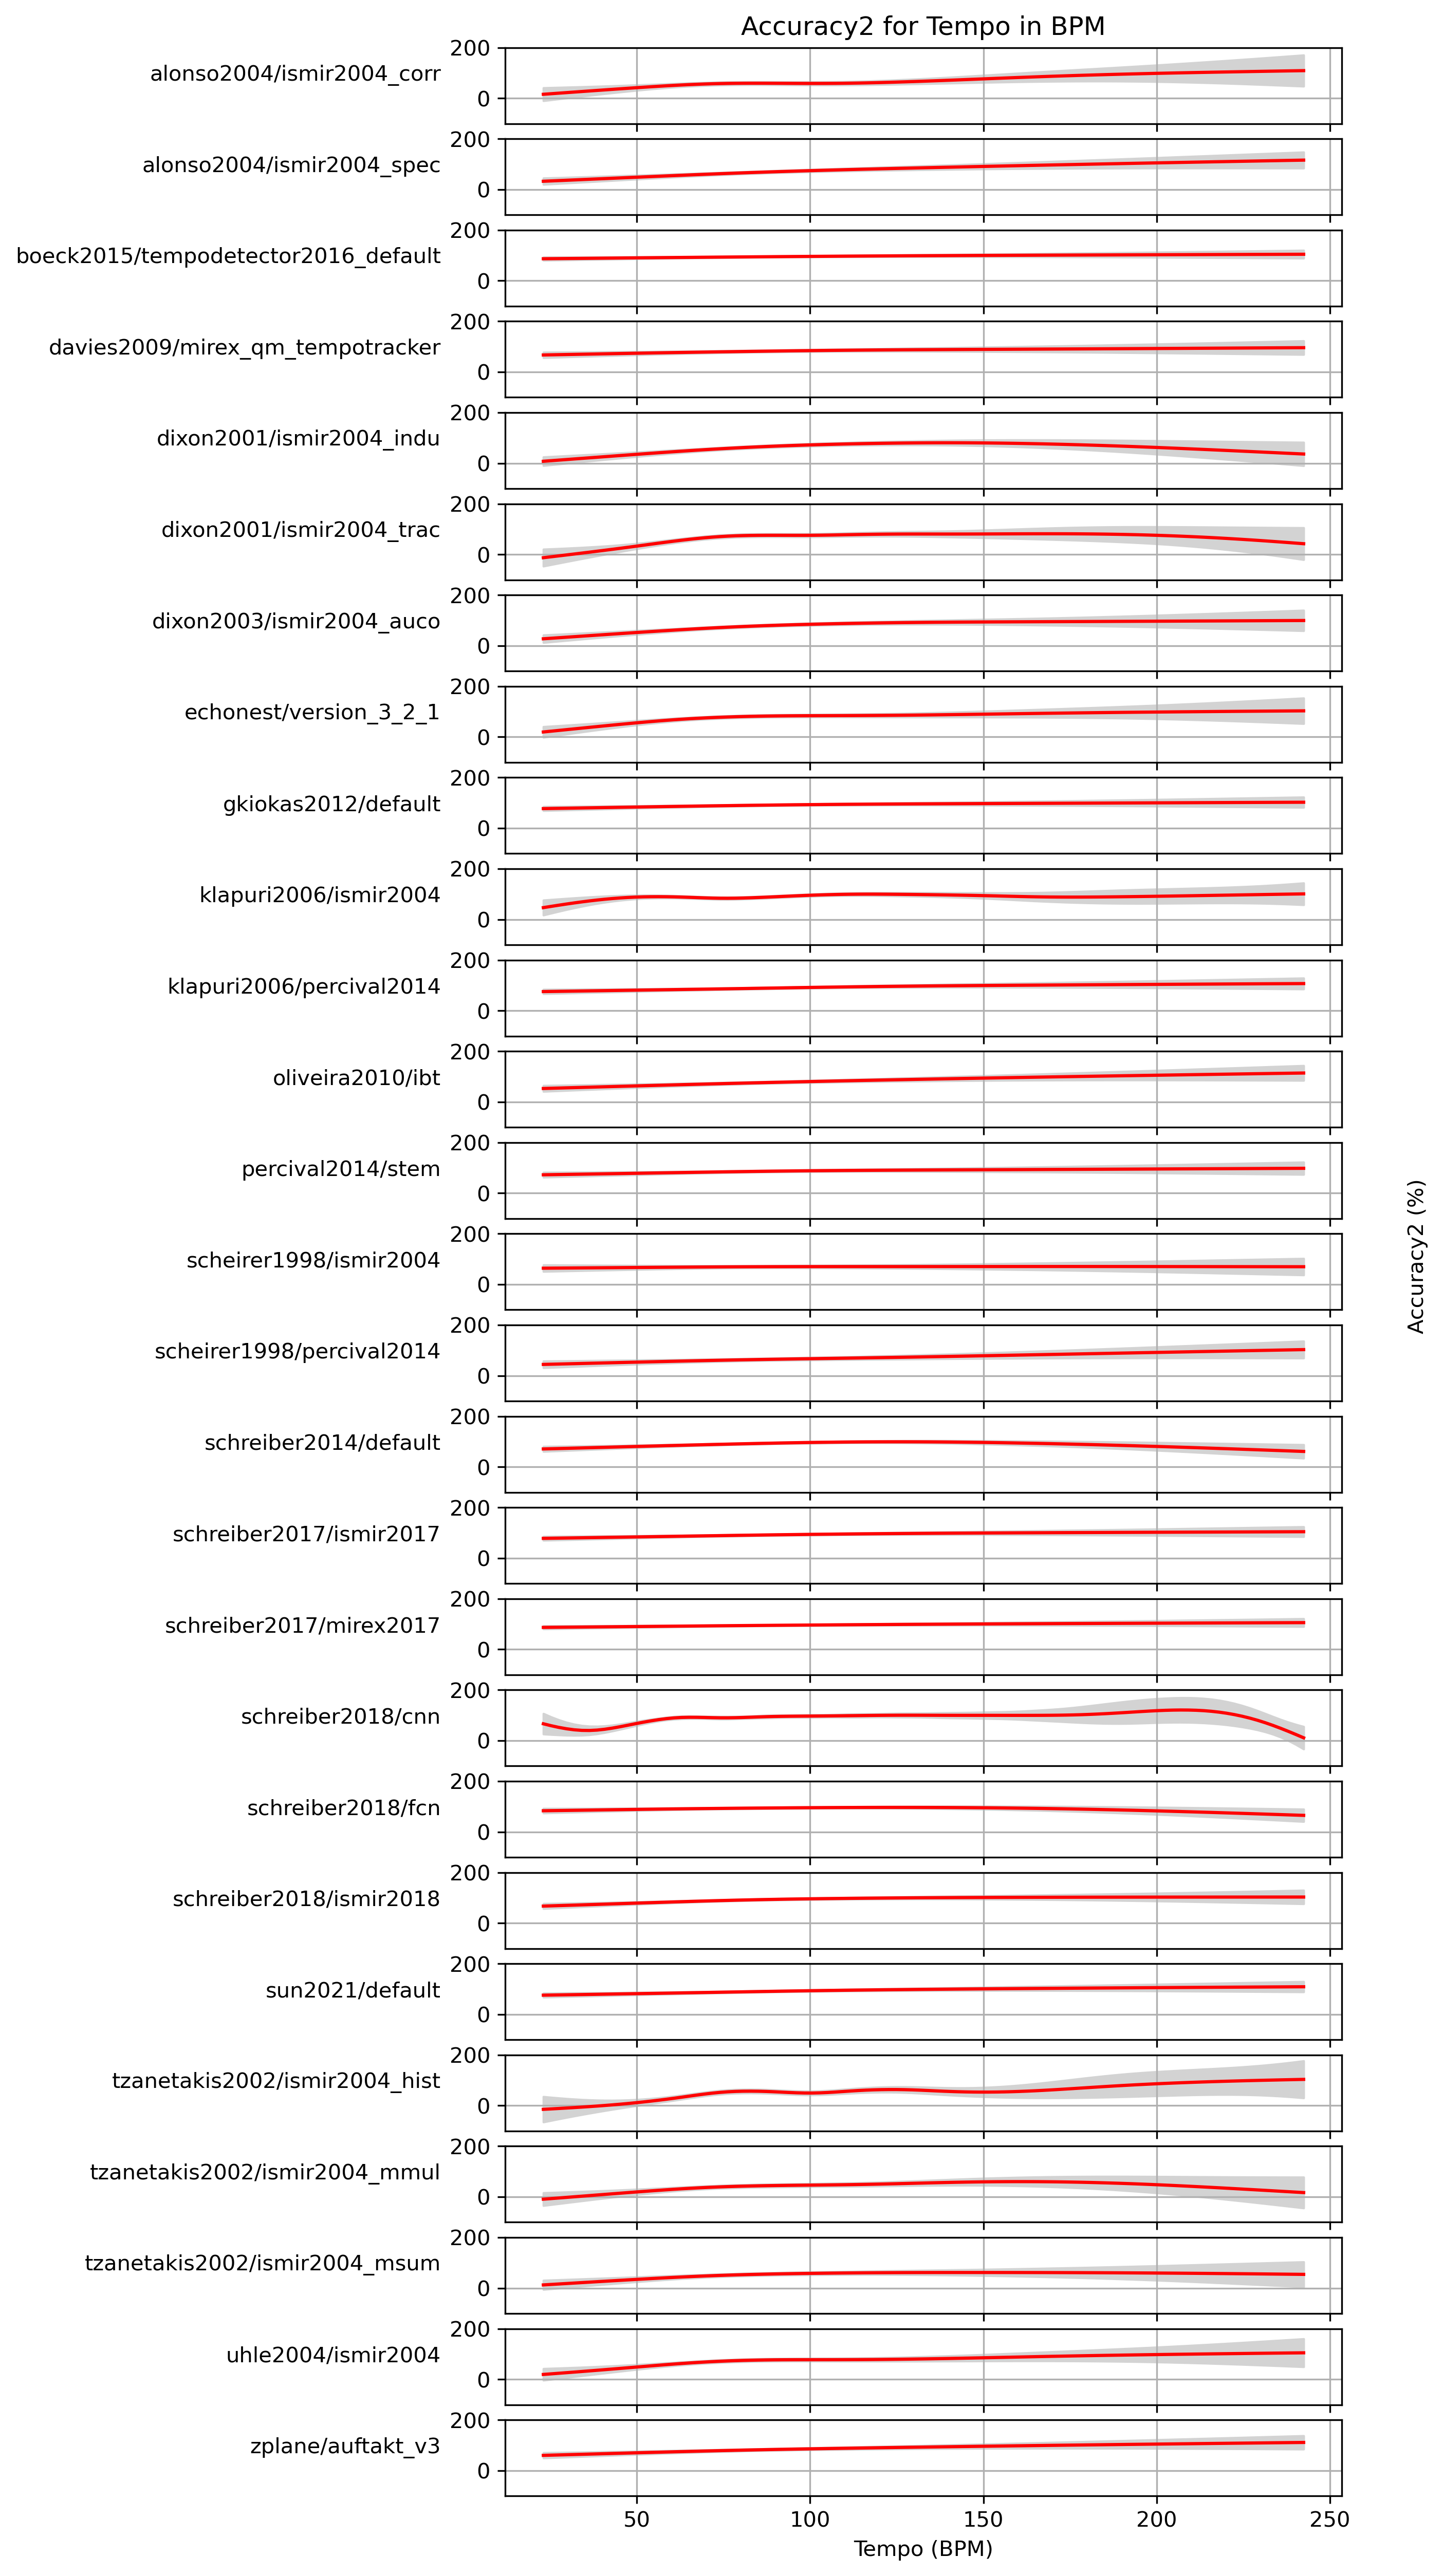 Accuracy2 for Tempo in BPM
alonso2004/ismir2004_corr
200
0
alonso2004/ismir2004_spec
200
0
boeck2015/tempodetector2016_default
200
0
davies2009/mirex_qm_tempotracker
200
0
dixon2001/ismir2004_indu
200
0
dixon2001/ismir2004_trac
200
0
dixon2003/ismir2004_auco
200
0
echonest/version_3_2_1
200
0
gkiokas2012/default
200
0
klapuri2006/ismir2004
200
0
klapuri2006/percival2014
200
0
oliveira2010/ibt
200
0
percival2014/stem
200
0
scheirer1998/ismir2004
200
0
scheirer1998/percival2014
200
0
schreiber2014/default
200
0
schreiber2017/ismir2017
200
0
schreiber2017/mirex2017
200
0
schreiber2018/cnn
200
0
schreiber2018/fcn
200
0
schreiber2018/ismir2018
200
0
sun2021/default
200
0
tzanetakis2002/ismir2004_hist
200
0
tzanetakis2002/ismir2004_mmul
200
0
tzanetakis2002/ismir2004_msum
200
0
uhle2004/ismir2004
200
0
zplane/auftakt_v3
200
0
50 100 150 200 250
Tempo (BPM)
Accuracy2 (%)